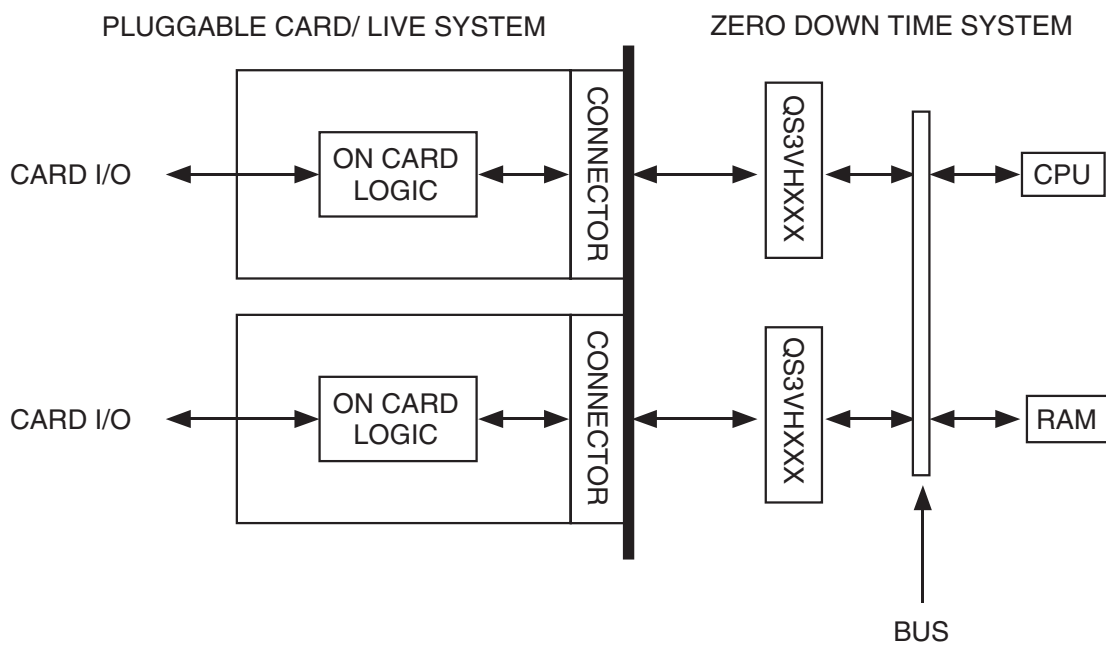 PLUGGABLE CARD/ LIVE SYSTEM
ZERO DOWN TIME SYSTEM
CARD I/O
ON CARD
LOGIC
CONNECTOR
QS3VHXXX
CPU
CARD I/O
ON CARD
LOGIC
CONNECTOR
QS3VHXXX
RAM
BUS